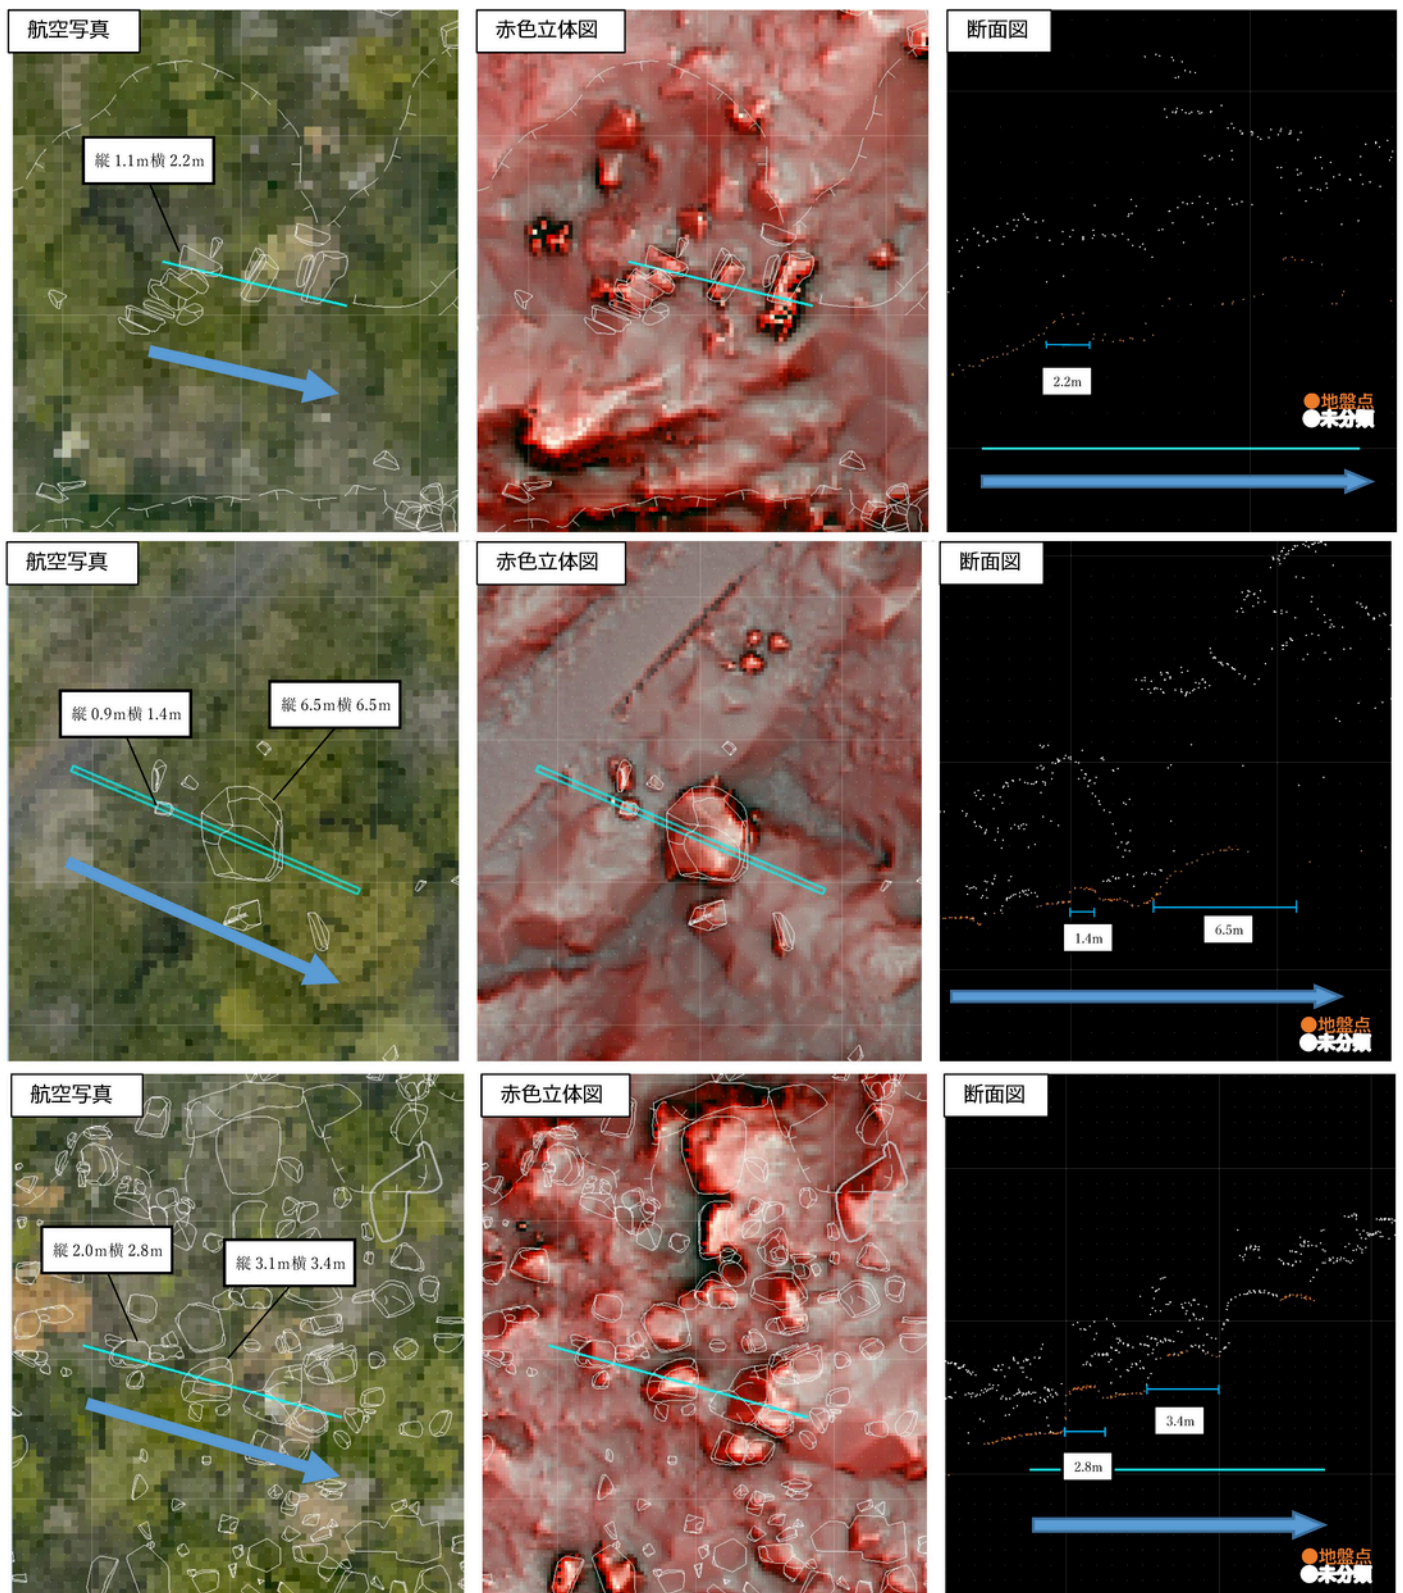 航空写真
赤色立体図
断面図
縦 1.1m横 2.2m
2.2m
●地盤点
●未分類
航空写真
赤色立体図
断面図
縦 0.9m横 1.4m
縦 6.5m横 6.5m
1.4m
6.5m
●地盤点
●未分類
航空写真
赤色立体図
断面図
縦 2.0m横 2.8m
縦 3.1m横 3.4m
3.4m
2.8m
●地盤点
●未分類